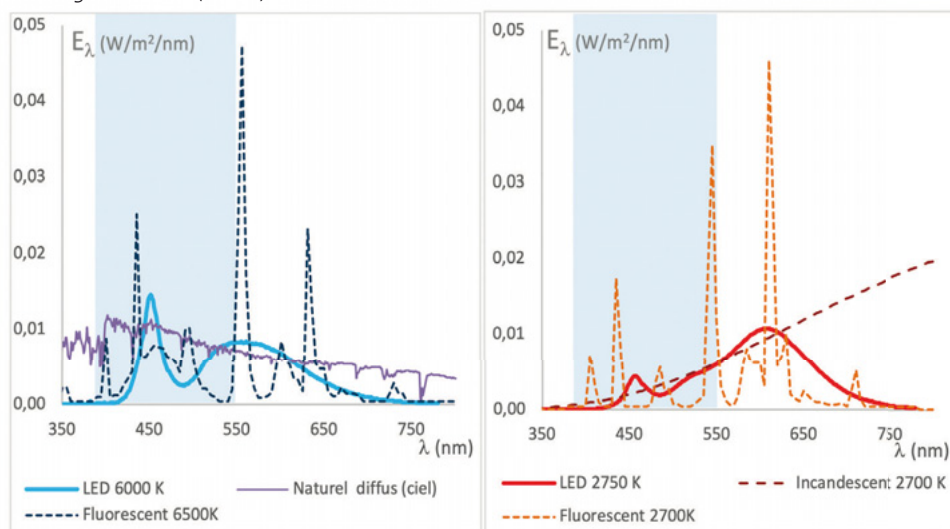 0,05
E_λ (W/m²/nm)
0,04
0,03
0,02
0,01
0,00
350 450 550 650 750
λ (nm)
LED 6000 K Naturel diffus (ciel)
Fluorescent 6500K
0,05
E_λ (W/m²/nm)
0,04
0,03
0,02
0,01
0,00
350 450 550 650 750
λ (nm)
LED 2750 K Incandescent 2700 K
Fluorescent 2700K